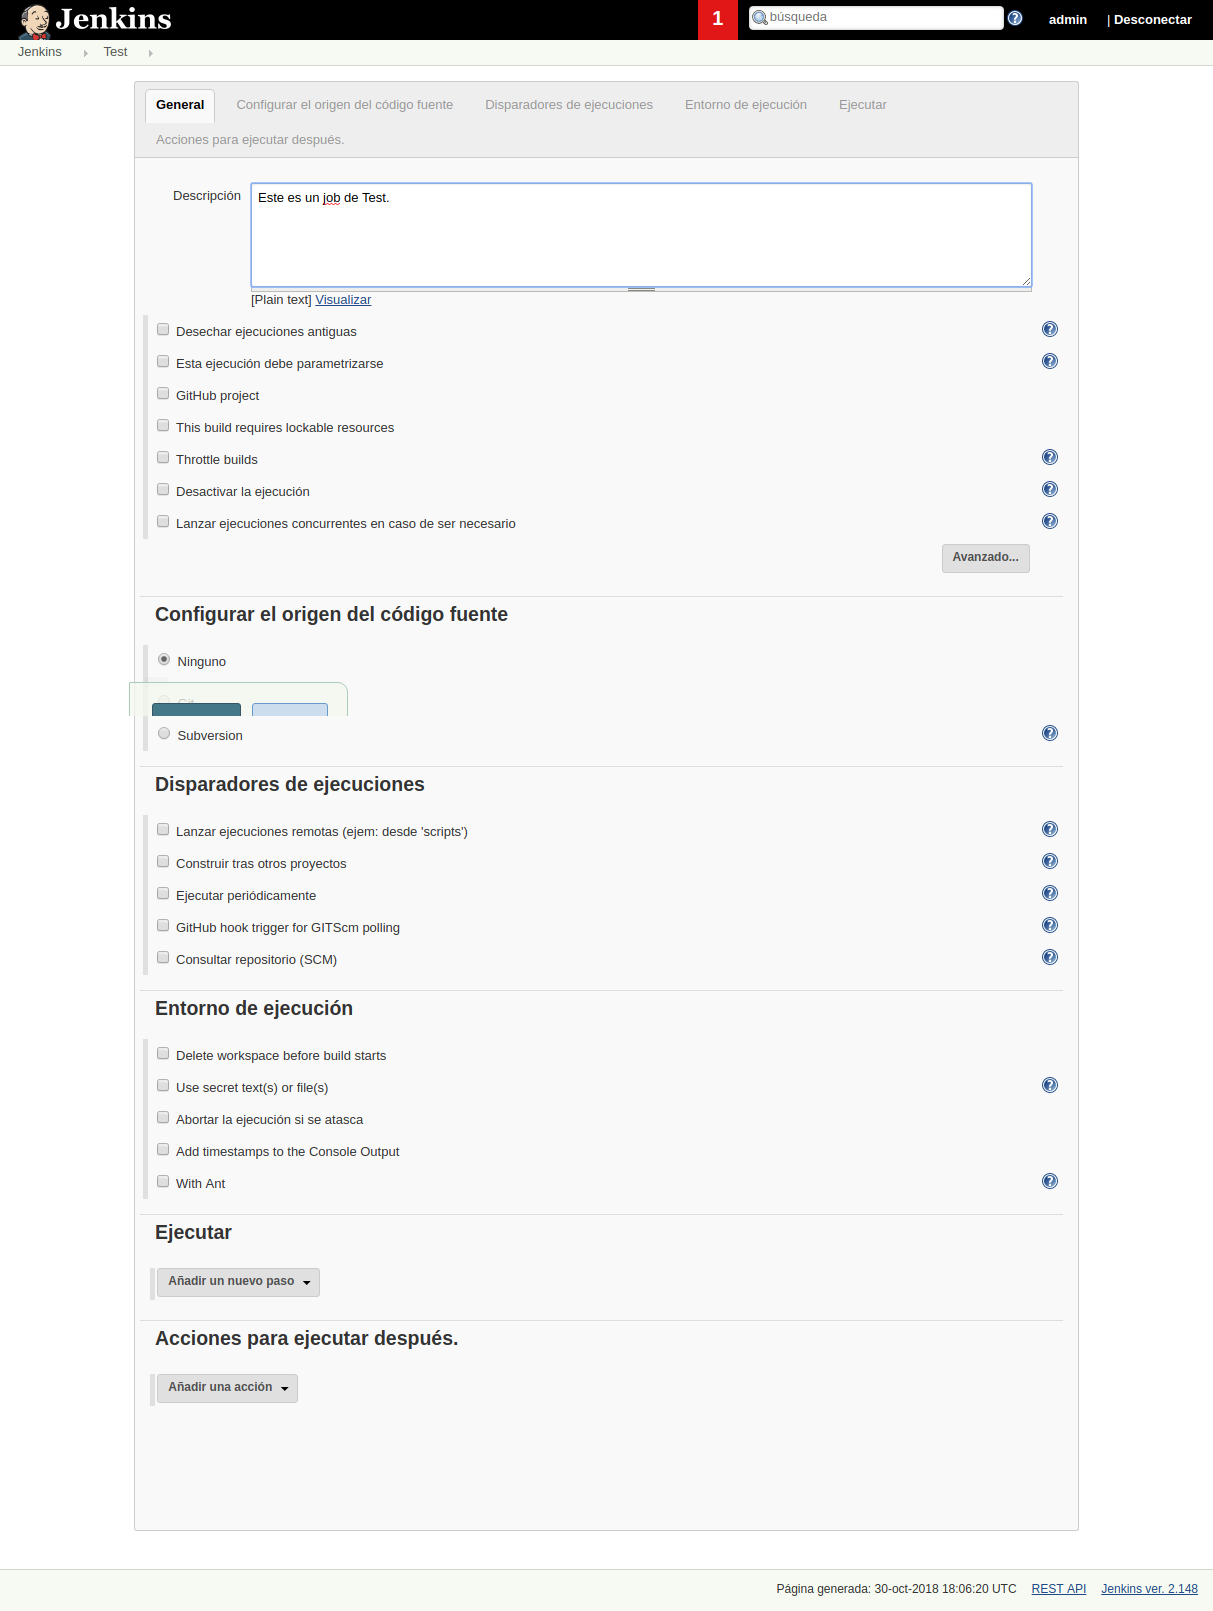 Jenkins
1
búsqueda
admin
| Desconectar
Jenkins
Test
General
Configurar el origen del código fuente
Disparadores de ejecuciones
Entorno de ejecución
Ejecutar
Acciones para ejecutar después.
Descripción
Este es un job de Test.
[Plain text] Visualizar
Desechar ejecuciones antiguas
Esta ejecución debe parametrizarse
GitHub project
This build requires lockable resources
Throttle builds
Desactivar la ejecución
Lanzar ejecuciones concurrentes en caso de ser necesario
Avanzado...
Configurar el origen del código fuente
Ninguno
Git
Subversion
Disparadores de ejecuciones
Lanzar ejecuciones remotas (ejem: desde 'scripts')
Construir tras otros proyectos
Ejecutar periódicamente
GitHub hook trigger for GITScm polling
Consultar repositorio (SCM)
Entorno de ejecución
Delete workspace before build starts
Use secret text(s) or file(s)
Abortar la ejecución si se atasca
Add timestamps to the Console Output
With Ant
Ejecutar
Añadir un nuevo paso
Acciones para ejecutar después.
Añadir una acción
Página generada: 30-oct-2018 18:06:20 UTC
REST API
Jenkins ver. 2.148